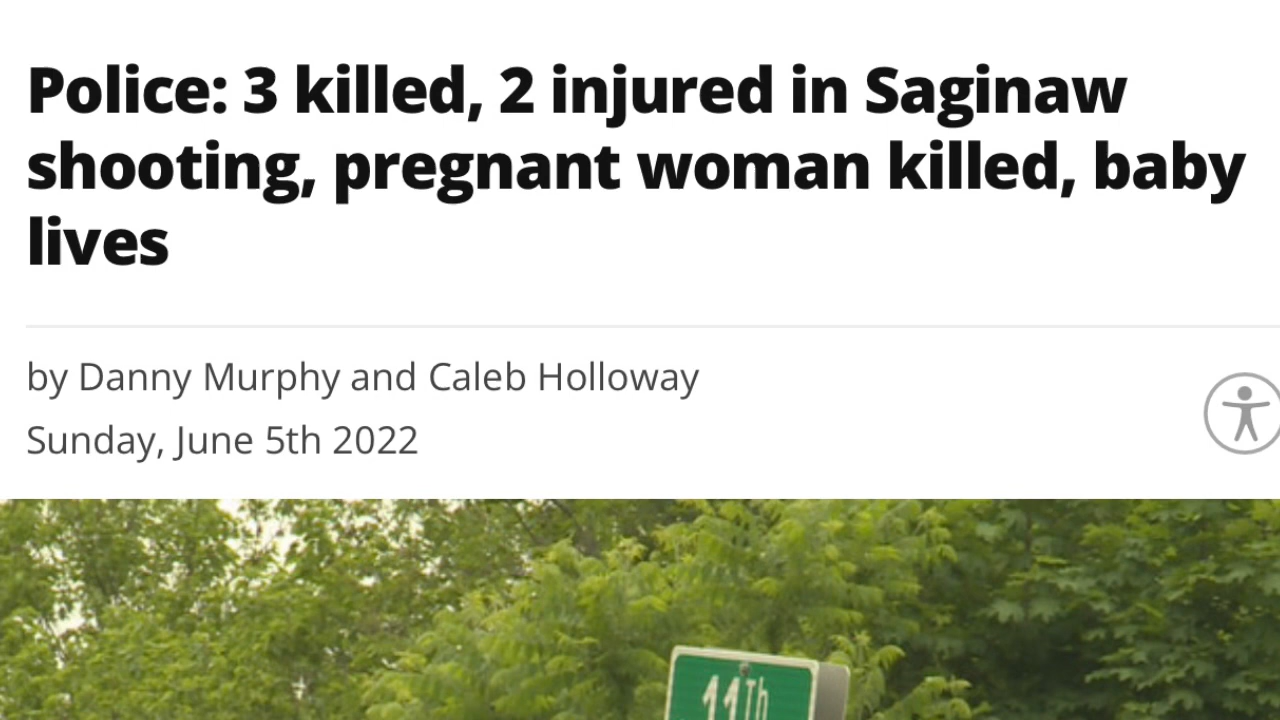 Police: 3 killed, 2 injured in Saginaw
shooting, pregnant woman killed, baby
lives
by Danny Murphy and Caleb Holloway
Sunday, June 5th 2022
11Th